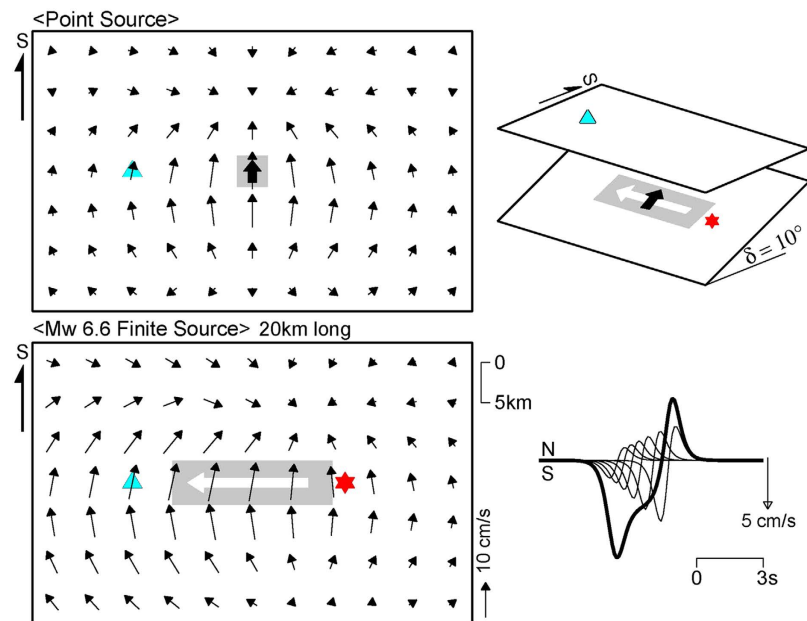 <Point Source>
S
S
δ = 10°
<Mw 6.6 Finite Source> 20km long
S
0
5km
10 cm/s
N
S
5 cm/s
0 3s